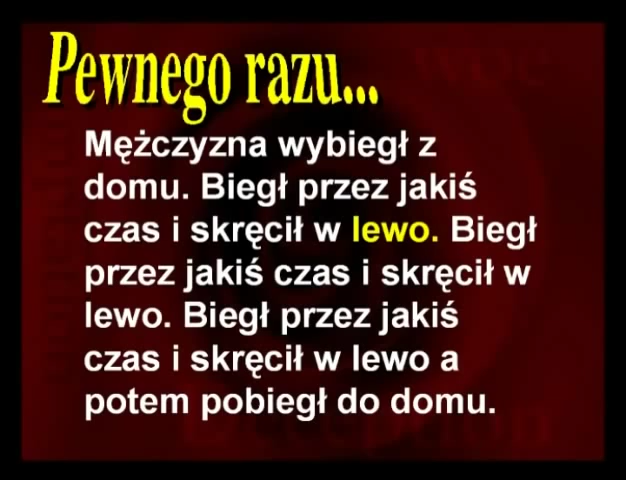 Pewnego razu...
Mężczyzna wybiegł z
domu. Biegł przez jakiś
czas i skręcił w lewo. Biegł
przez jakiś czas i skręcił w
lewo. Biegł przez jakiś
czas i skręcił w lewo a
potem pobiegł do domu.